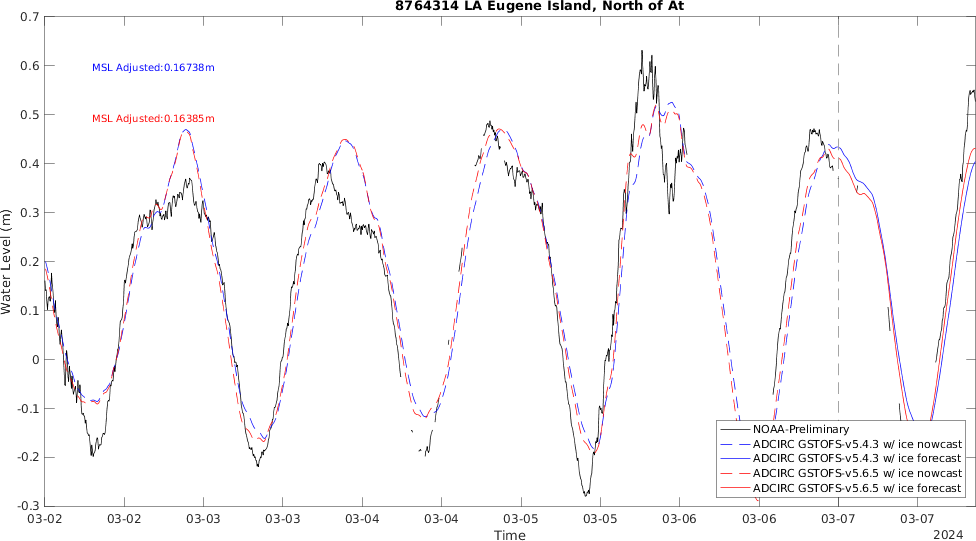 8764314 LA Eugene Island, North of At
0.7
0.6
0.5
0.4
0.3
0.2
0.1
0
-0.1
-0.2
-0.3
Water Level (m)
MSL Adjusted:0.16738m
MSL Adjusted:0.16385m
NOAA-Preliminary
ADCIRC GSTOFS-v5.4.3 w/ ice nowcast
ADCIRC GSTOFS-v5.4.3 w/ ice forecast
ADCIRC GSTOFS-v5.6.5 w/ ice nowcast
ADCIRC GSTOFS-v5.6.5 w/ ice forecast
03-02 03-02 03-03 03-03 03-04 03-04 03-05 03-05 03-06 03-06 03-07 03-07
Time
2024